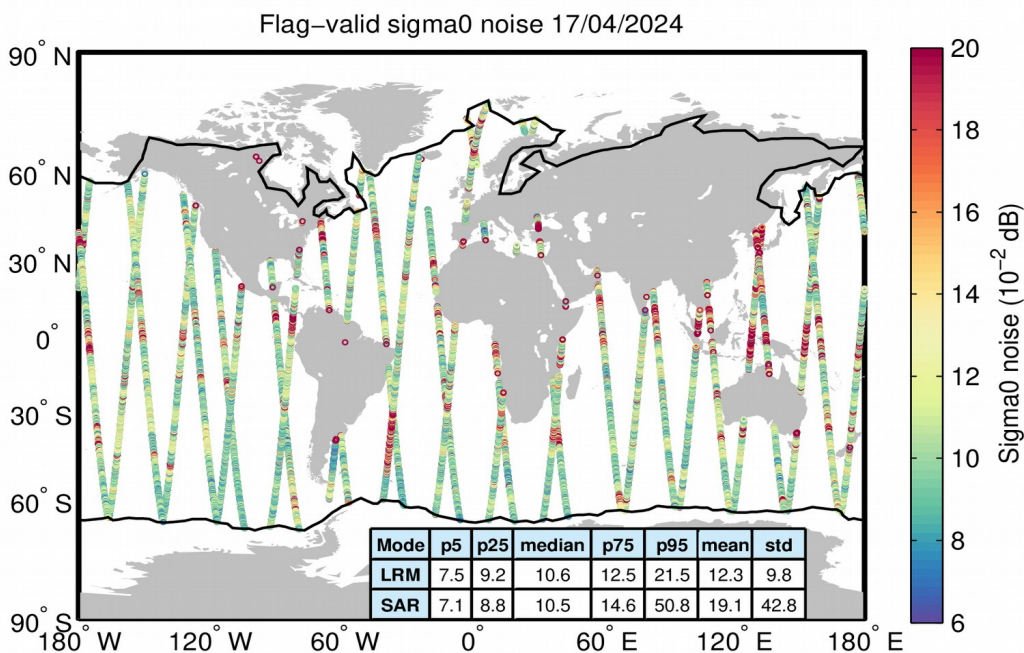 Flag−valid sigma0 noise 17/04/2024
90° N
60° N
30° N
0°
30° S
60° S
90° S
180° W
120° W
60° W
0°
60° E
120° E
180° E
Mode p5 p25 median p75 p95 mean std
LRM 7.5 9.2 10.6 12.5 21.5 12.3 9.8
SAR 7.1 8.8 10.5 14.6 50.8 19.1 42.8
20
18
16
14
12
10
8
6
Sigma0 noise (10⁻² dB)